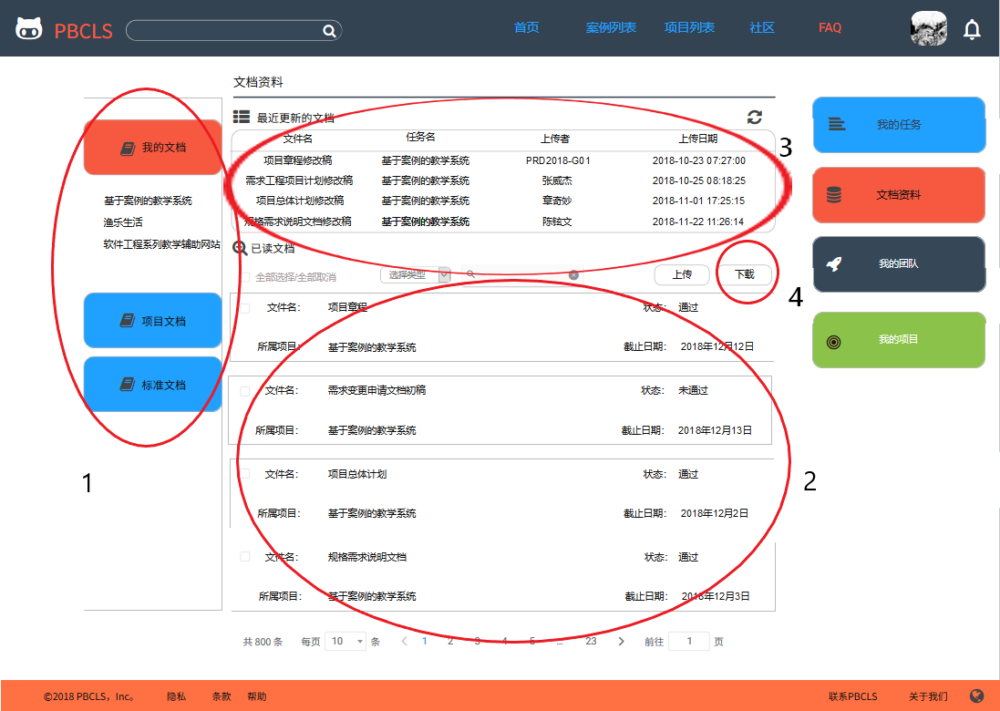 PBCLS
首页 案例列表 项目列表 社区 FAQ
文档资料
最近更新的文档
文件名 任务名 上传者 上传日期
项目章程修改稿 基于案例的教学系统 PRD2018-G01 2018-10-23 07:27:00
需求工程项目计划修改稿 基于案例的教学系统 张威杰 2018-10-25 08:18:25
项目总体计划修改稿 基于案例的教学系统 章奇妙 2018-11-01 17:25:15
规格需求说明文档修改稿 基于案例的教学系统 陈铉文 2018-11-22 11:26:14
3
我的文档
基于案例的教学系统
渔乐生活
软件工程系列教学辅助网站
项目文档
标准文档
1
已读文档
全部选择/全部取消 选择类型 上传 下载
4
文件名： 项目章程 状态： 通过
所属项目： 基于案例的教学系统 截止日期： 2018年12月12日
文件名： 需求变更申请文档初稿 状态： 未通过
所属项目： 基于案例的教学系统 截止日期： 2018年12月13日
文件名： 项目总体计划 状态： 通过
所属项目： 基于案例的教学系统 截止日期： 2018年12月2日
文件名： 规格需求说明文档 状态： 通过
所属项目： 基于案例的教学系统 截止日期： 2018年12月3日
2
共 800 条 每页 10 条 1 2 3 4 5 ... 23 前往 1 页
我的任务
文档资料
我的团队
我的项目
©2018 PBCLS，Inc。 隐私 条款 帮助 联系PBCLS 关于我们